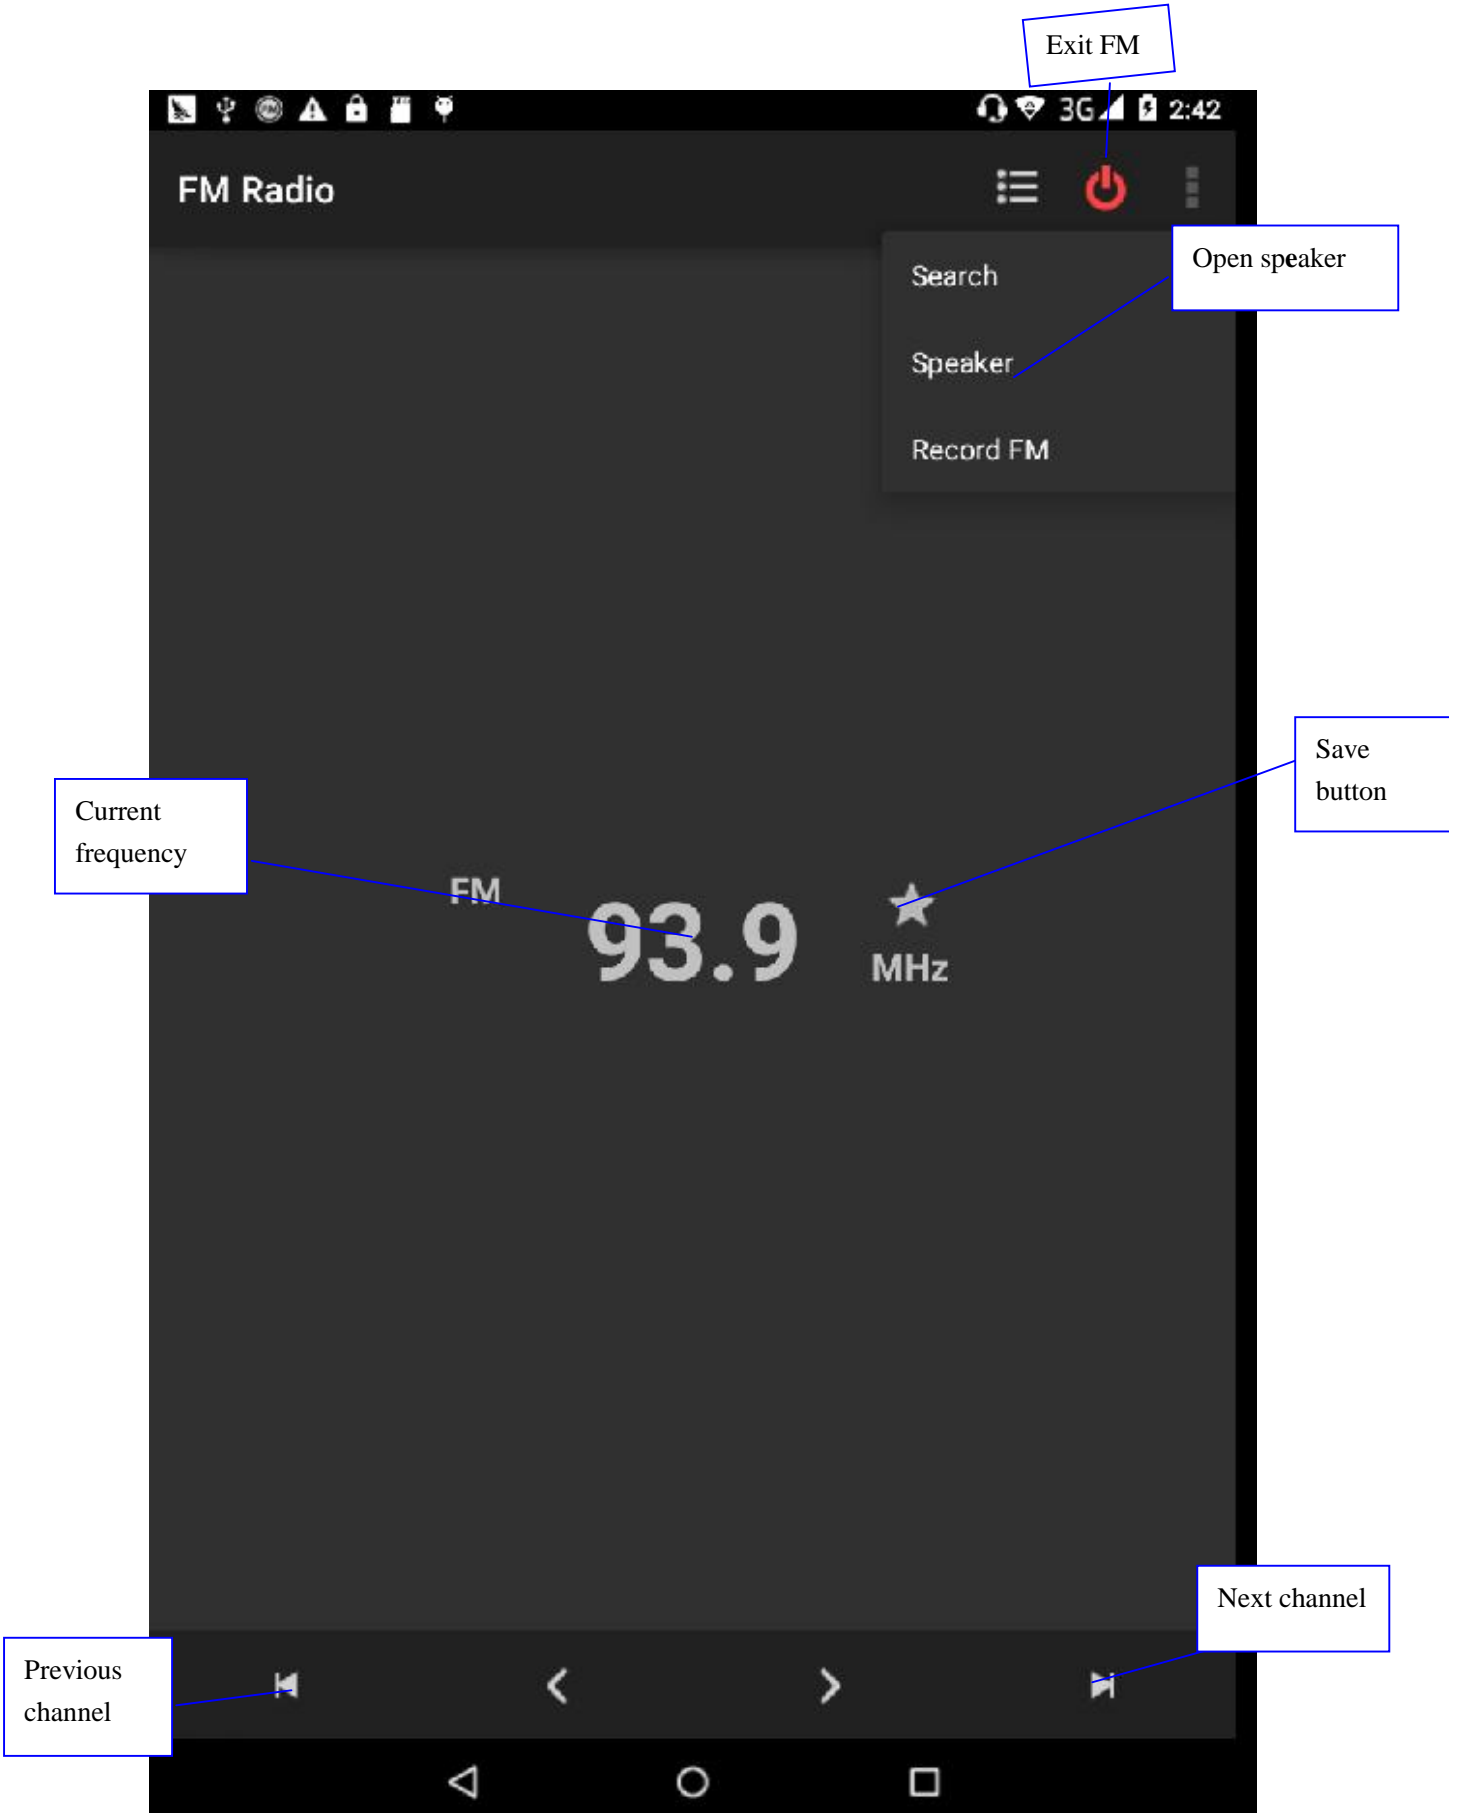 Exit FM
3G 2:42
FM Radio
Open speaker
Search
Speaker
Record FM
Save
button
Current
frequency
FM
93.9
MHz
Next channel
Previous
channel